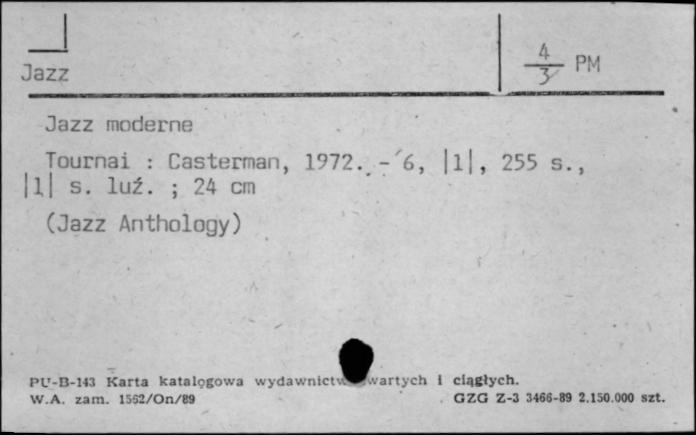 Jazz
4/3 PM
Jazz moderne
Tournai : Casterman, 1972. - 6, |1|, 255 s.,
|1| s. luź. ; 24 cm
(Jazz Anthology)
PU-B-143 Karta katalogowa wydawnictw wartych i ciągłych.
W.A. zam. 1562/On/89 GZG Z-3 3466-89 2.150.000 szt.